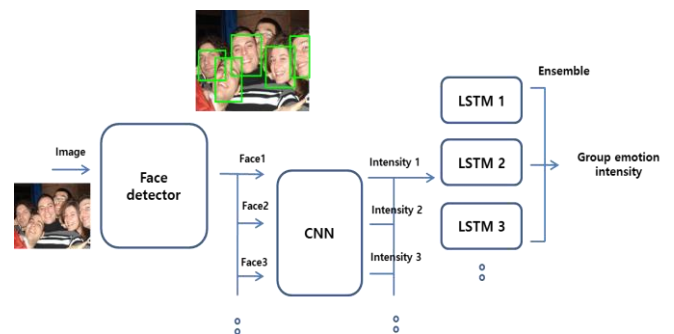 Image
Face
detector
Face1
Face2
Face3
CNN
Intensity 1
Intensity 2
Intensity 3
LSTM 1
LSTM 2
LSTM 3
Ensemble
Group emotion
intensity